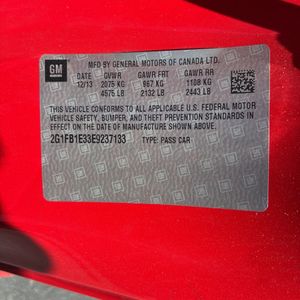 GM
MFD BY GENERAL MOTORS OF CANADA LTD.
DATE GVWR GAWR FRT GAWR RR
12/13 2075 KG 967 KG 1108 KG
4575 LB 2132 LB 2443 LB
THIS VEHICLE CONFORMS TO ALL APPLICABLE U.S. FEDERAL MOTOR
VEHICLE SAFETY, BUMPER, AND THEFT PREVENTION STANDARDS IN
EFFECT ON THE DATE OF MANUFACTURE SHOWN ABOVE.
2G1FB1E33E9237133 TYPE: PASS CAR